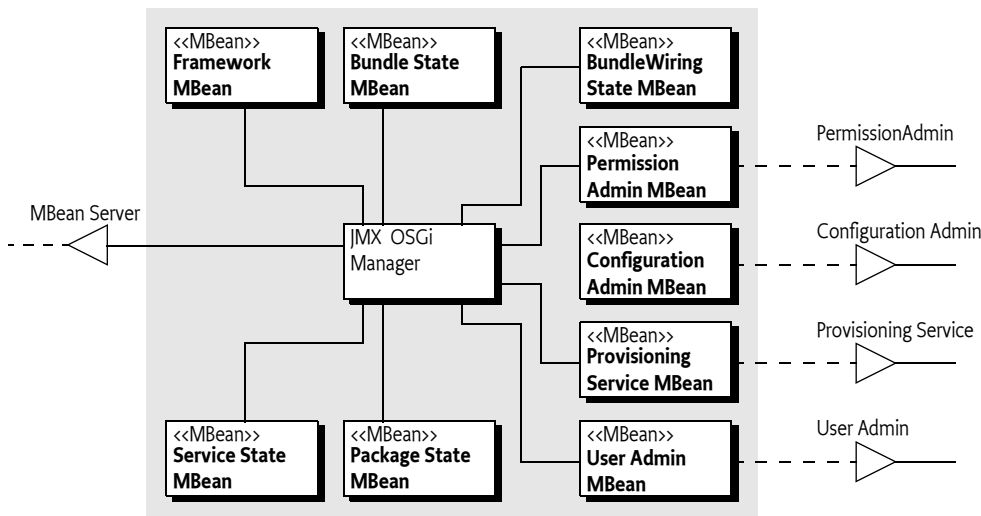 <<MBean>>
Framework
MBean
<<MBean>>
Bundle State
MBean
<<MBean>>
BundleWiring
State MBean
<<MBean>>
Permission
Admin MBean
PermissionAdmin
MBean Server
JMX OSGi
Manager
<<MBean>>
Configuration
Admin MBean
Configuration Admin
<<MBean>>
Provisioning
Service MBean
Provisioning Service
<<MBean>>
Service State
MBean
<<MBean>>
Package State
MBean
<<MBean>>
User Admin
MBean
User Admin